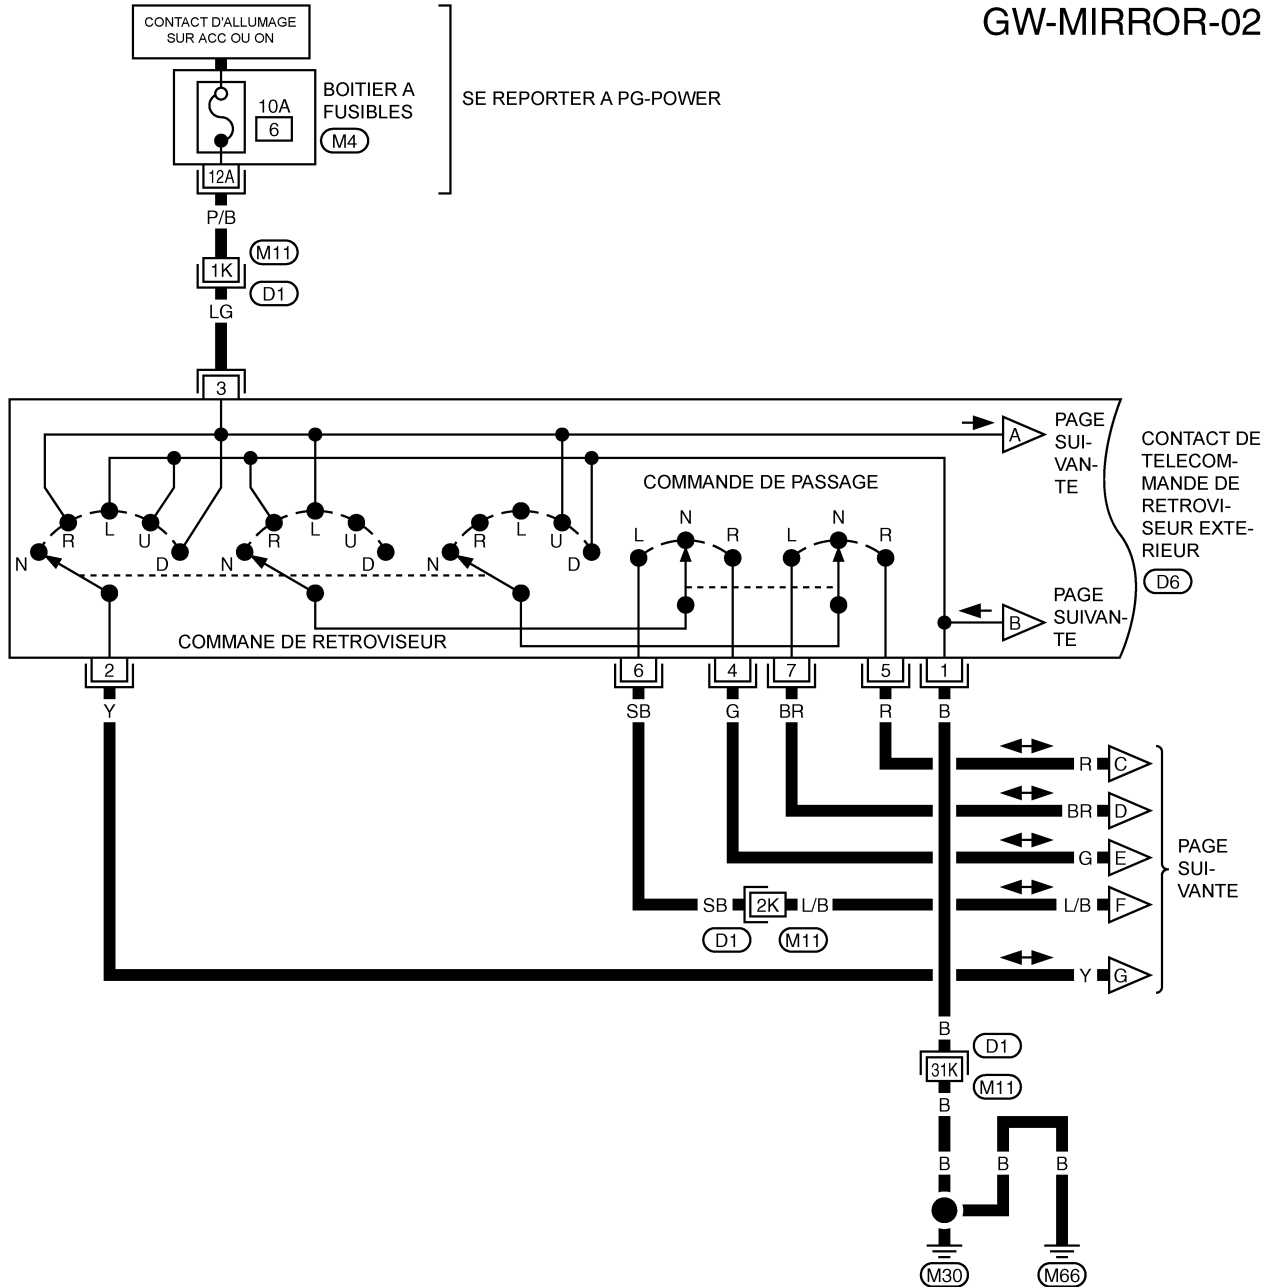 GW-MIRROR-02
CONTACT D'ALLUMAGE
SUR ACC OU ON
BOITIER A
FUSIBLES
M4
10A
6
SE REPORTER A PG-POWER
12A
P/B
M11
1K
D1
LG
3
A
PAGE
SUI-
VAN-
TE
CONTACT DE
TELECOM-
MANDE DE
RETROVI-
SEUR EXTE-
RIEUR
D6
COMMANDE DE PASSAGE
N R L U D
N R L U D
N R L U D
L N R
L N R
B
PAGE
SUIVAN-
TE
COMMANE DE RETROVISEUR
2 6 4 7 5 1
Y SB G BR R B
R C
BR D
G E
SB 2K L/B L/B F
D1 M11
Y G
PAGE
SUI-
VANTE
B
D1
31K
M11
B
B B B
M30 M66